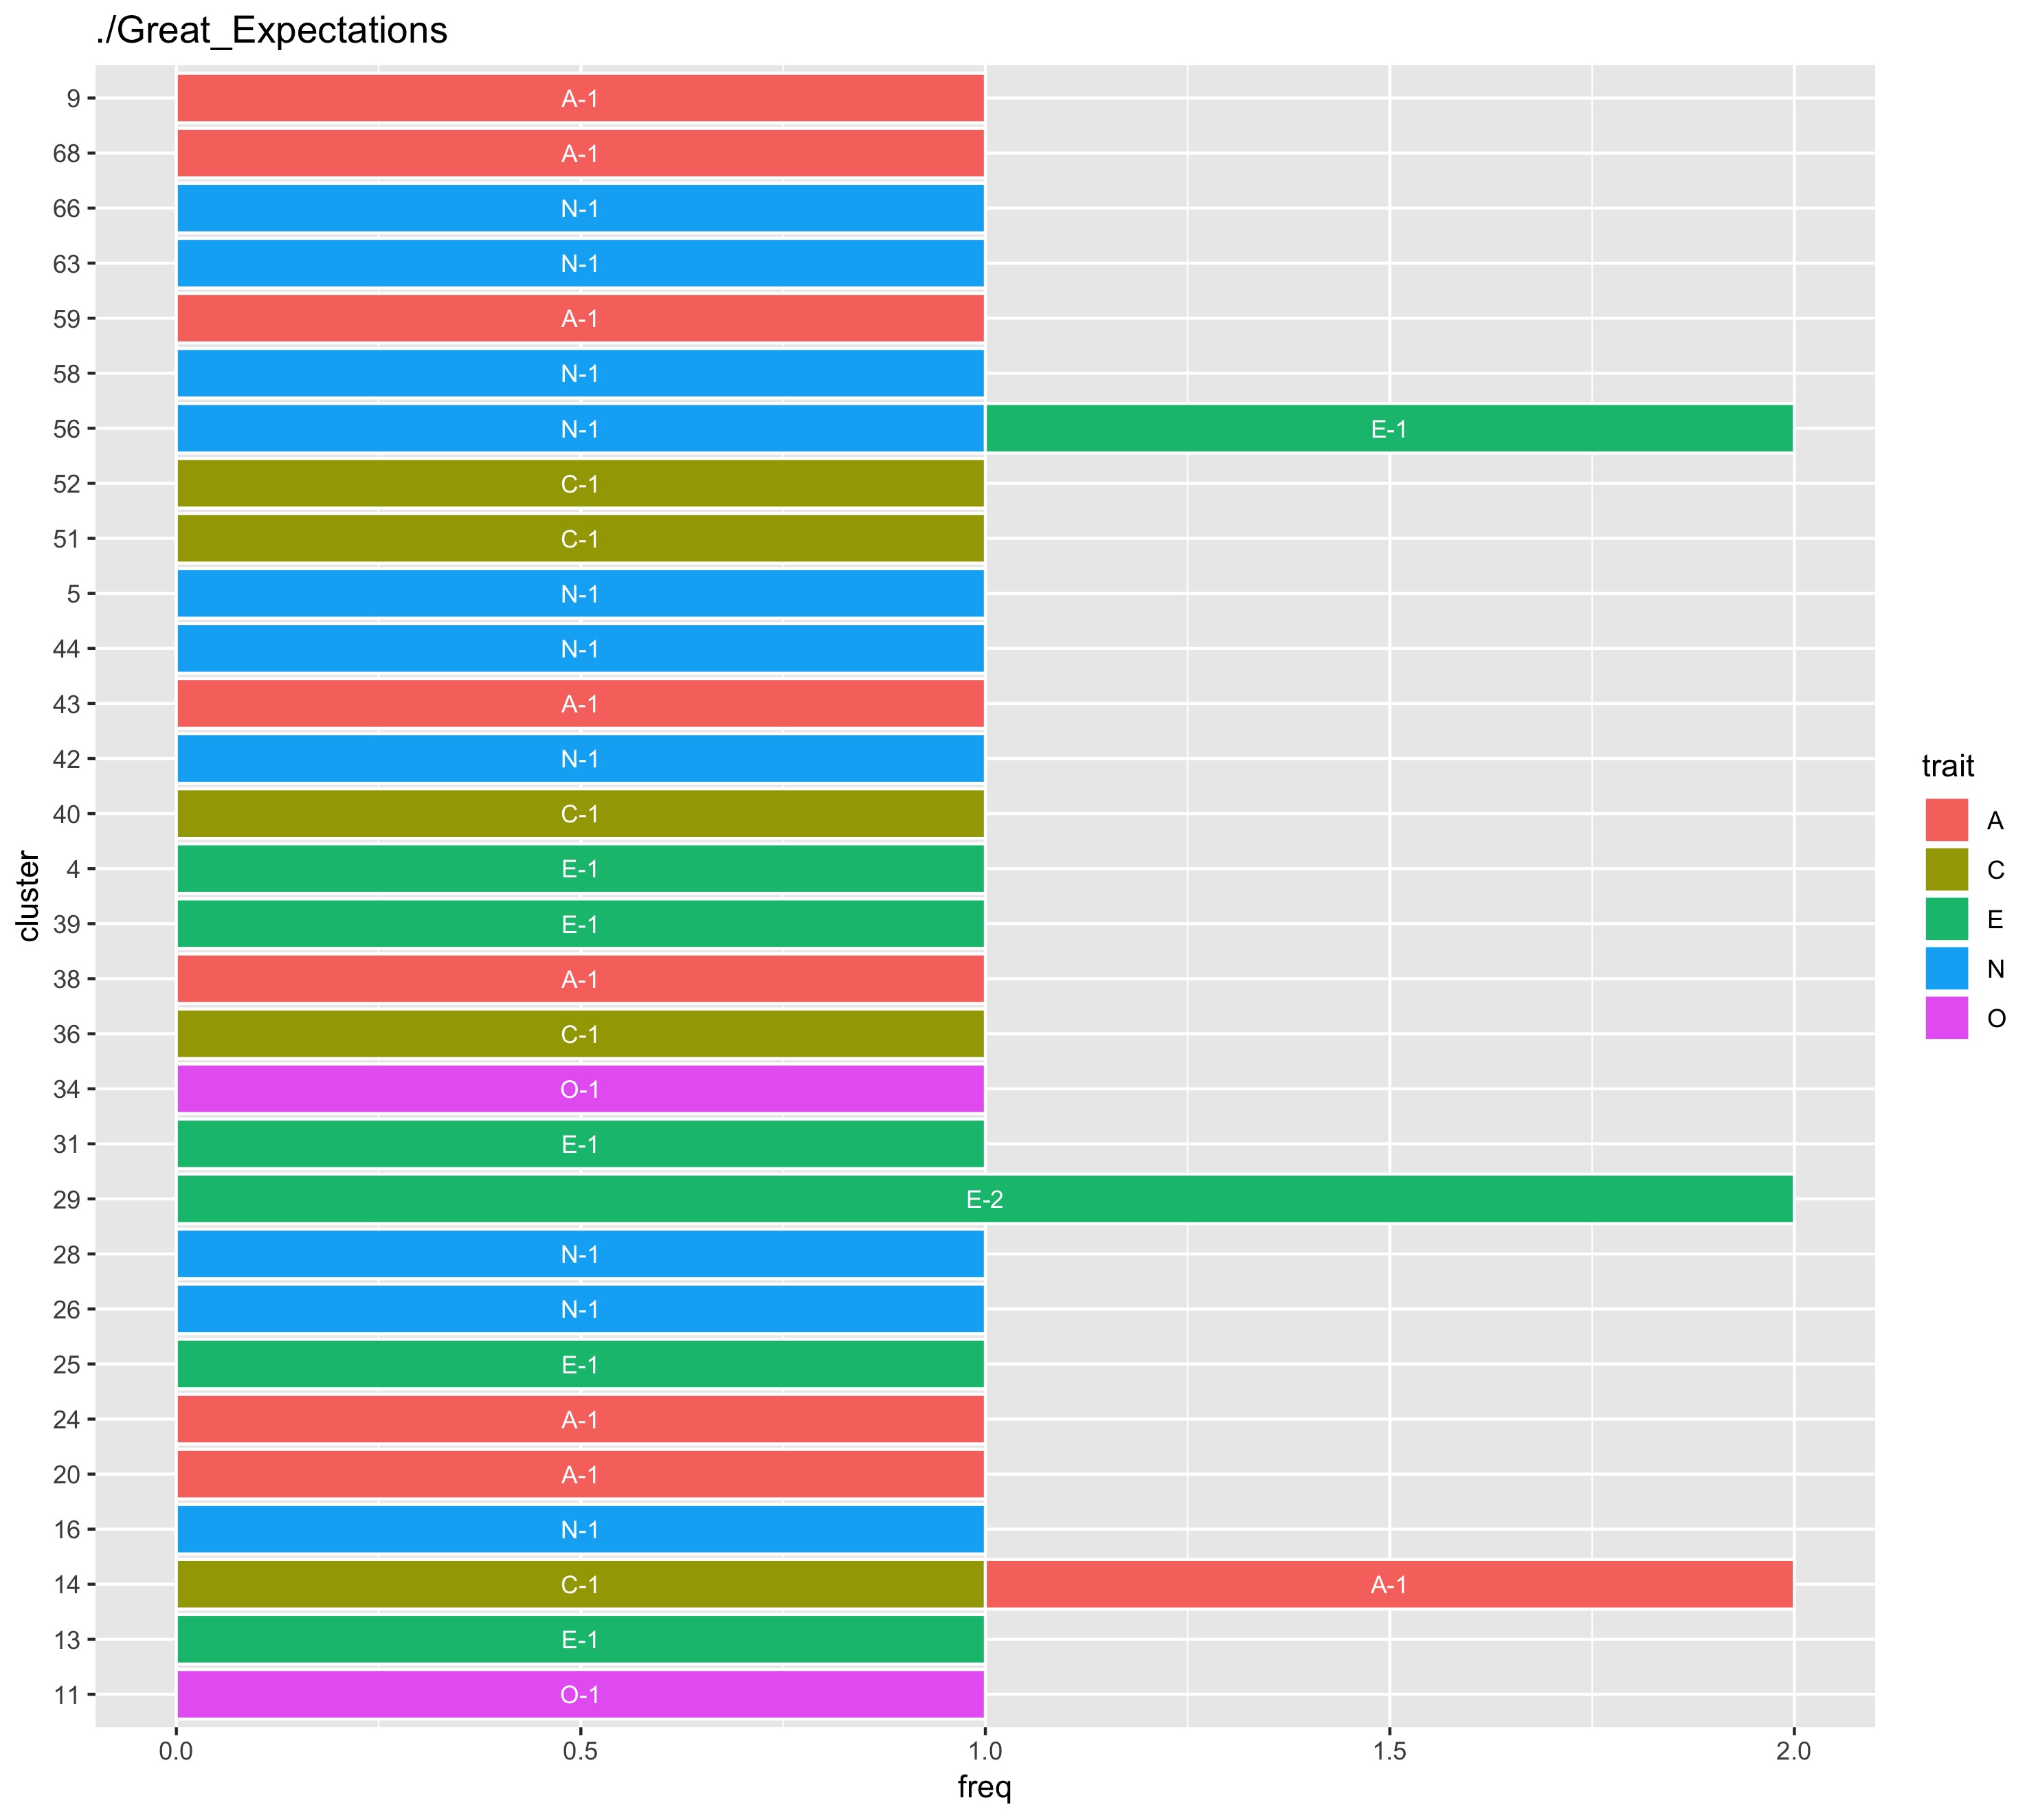 ./Great_Expectations
9 A-1
68 A-1
66 N-1
63 N-1
59 A-1
58 N-1
56 N-1 E-1
52 C-1
51 C-1
5 N-1
44 N-1
43 A-1
42 N-1
40 C-1
4 E-1
39 E-1
38 A-1
36 C-1
34 O-1
31 E-1
29 E-2
28 N-1
26 N-1
25 E-1
24 A-1
20 A-1
16 N-1
14 C-1 A-1
13 E-1
11 O-1
0.0 0.5 1.0 1.5 2.0
freq
cluster
trait
A
C
E
N
O